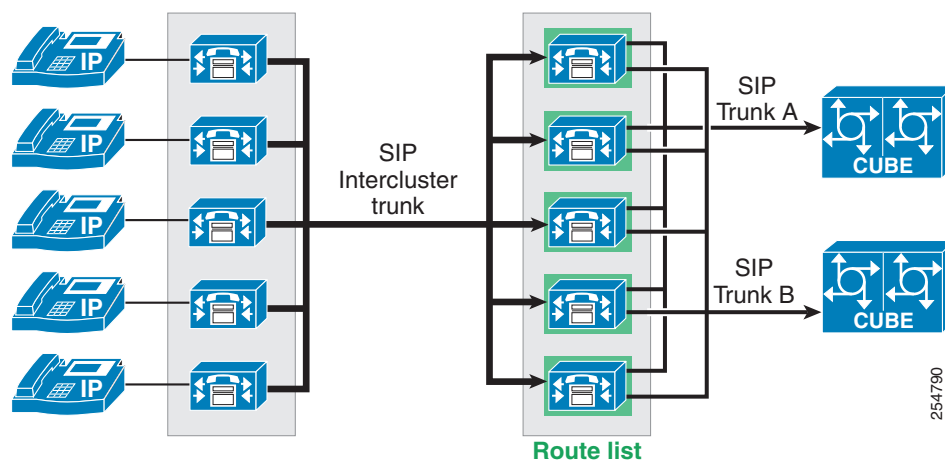 IP
IP
IP
IP
IP
SIP
Intercluster
trunk
SIP
Trunk A
CUBE
SIP
Trunk B
CUBE
Route list
254790